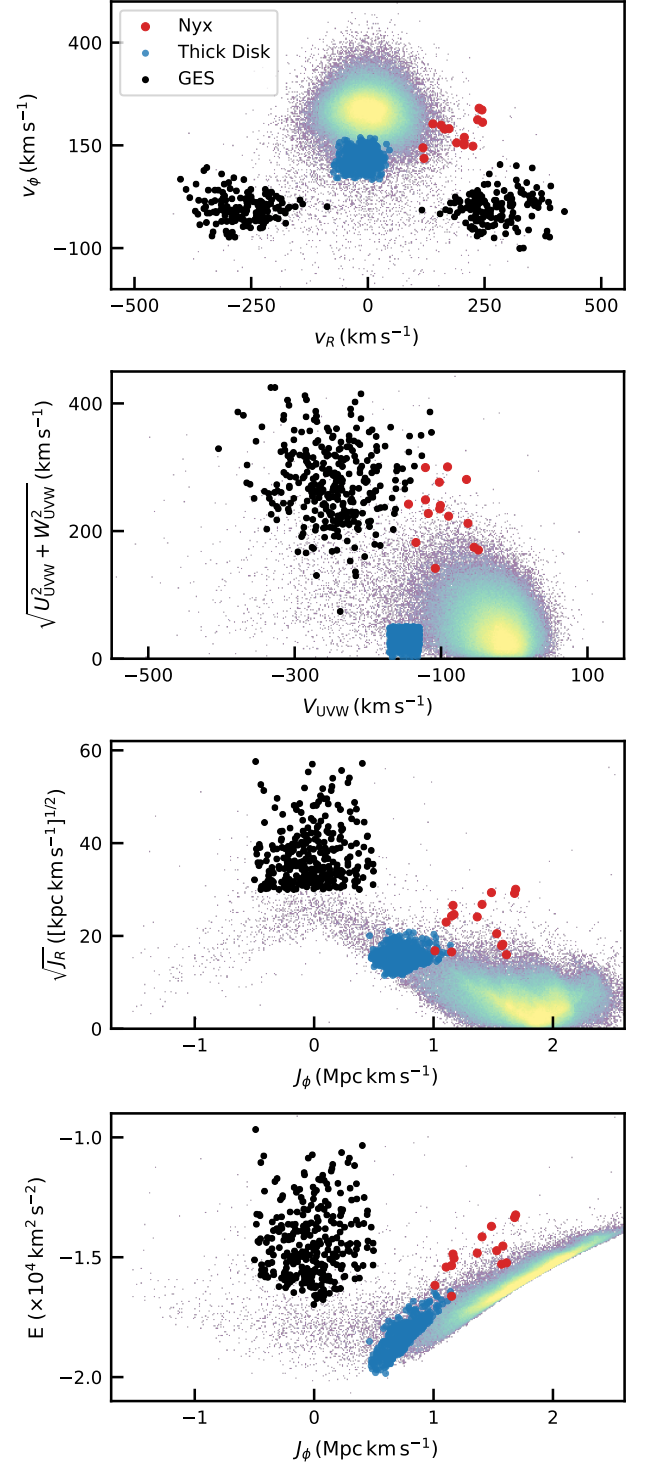 Nyx
Thick Disk
GES
400
150
−100
v_ϕ (km s⁻¹)
−500 −250 0 250 500
v_R (km s⁻¹)
400
200
0
√(U²_UVW + W²_UVW) (km s⁻¹)
−500 −300 −100 100
V_UVW (km s⁻¹)
60
40
20
0
√J_R ([kpc km s⁻¹]^1/2)
−1 0 1 2
J_ϕ (Mpc km s⁻¹)
−1.0
−1.5
−2.0
E (×10⁴ km² s⁻²)
−1 0 1 2
J_ϕ (Mpc km s⁻¹)